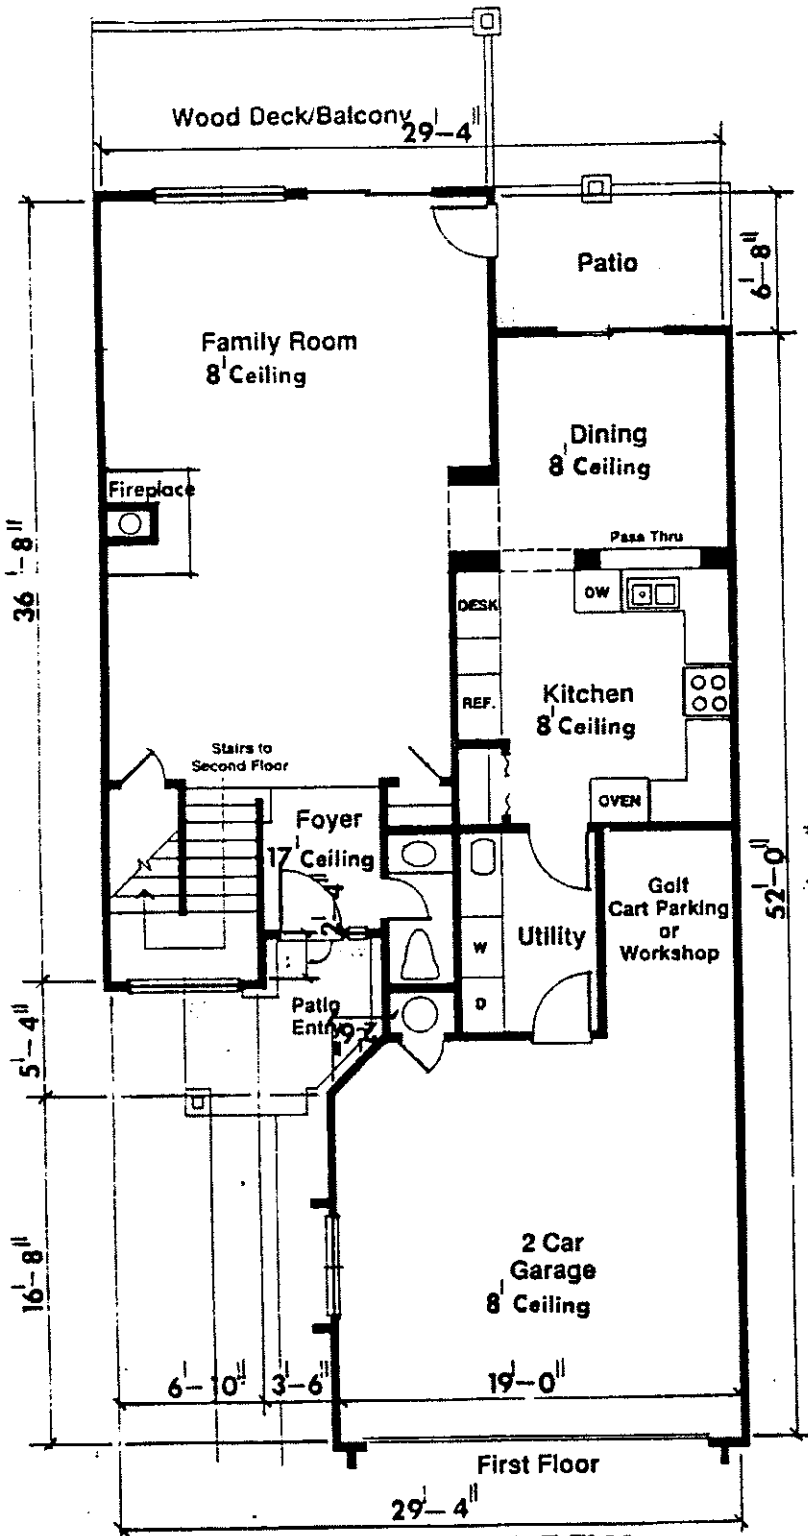 Wood Deck/Balcony
29'-4"
Patio
6'-8"
Family Room
8' Ceiling
Dining
8' Ceiling
Fireplace
Pass Thru
36'-8"
DESK
DW
REF.
Kitchen
8' Ceiling
Stairs to
Second Floor
OVEN
Foyer
17' Ceiling
2'-4"
52'-0"
Golf
Cart Parking
or
Workshop
W
Utility
D
Patio
Entry
5'-4"
2 Car
Garage
8' Ceiling
16'-8"
6'-10"
3'-6"
19'-0"
First Floor
29'-4"